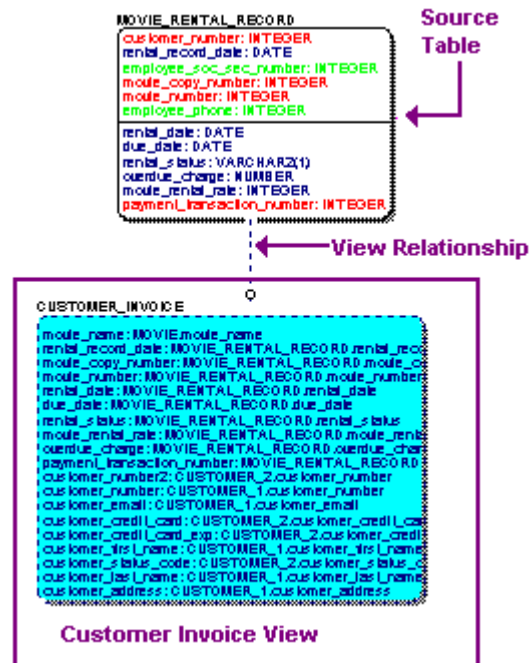 MOVIE_RENTAL_RECORD
Source
Table
customer_number: INTEGER
rental_record_date: DATE
employee_soc_sec_number: INTEGER
movie_copy_number: INTEGER
movie_number: INTEGER
employee_phone: INTEGER
rental_date: DATE
due_date: DATE
rental_status: VARCHAR2(1)
overdue_charge: NUMBER
movie_rental_rate: INTEGER
payment_transaction_number: INTEGER
View Relationship
CUSTOMER_INVOICE
movie_name: MOVIE.movie_name
rental_record_date: MOVIE_RENTAL_RECORD.rental_reco
movie_copy_number: MOVIE_RENTAL_RECORD.movie_c
movie_number: MOVIE_RENTAL_RECORD.movie_number
rental_date: MOVIE_RENTAL_RECORD.rental_date
due_date: MOVIE_RENTAL_RECORD.due_date
rental_status: MOVIE_RENTAL_RECORD.rental_status
movie_rental_rate: MOVIE_RENTAL_RECORD.movie_renta
overdue_charge: MOVIE_RENTAL_RECORD.overdue_char
payment_transaction_number: MOVIE_RENTAL_RECORD
customer_number2: CUSTOMER_2.customer_number
customer_number: CUSTOMER_1.customer_number
customer_email: CUSTOMER_1.customer_email
customer_credit_card: CUSTOMER_2.customer_credit_car
customer_credit_card_exp: CUSTOMER_2.customer_credi
customer_first_name: CUSTOMER_1.customer_first_name
customer_status_code: CUSTOMER_2.customer_status_c
customer_last_name: CUSTOMER_1.customer_last_name
customer_address: CUSTOMER_1.customer_address
Customer Invoice View